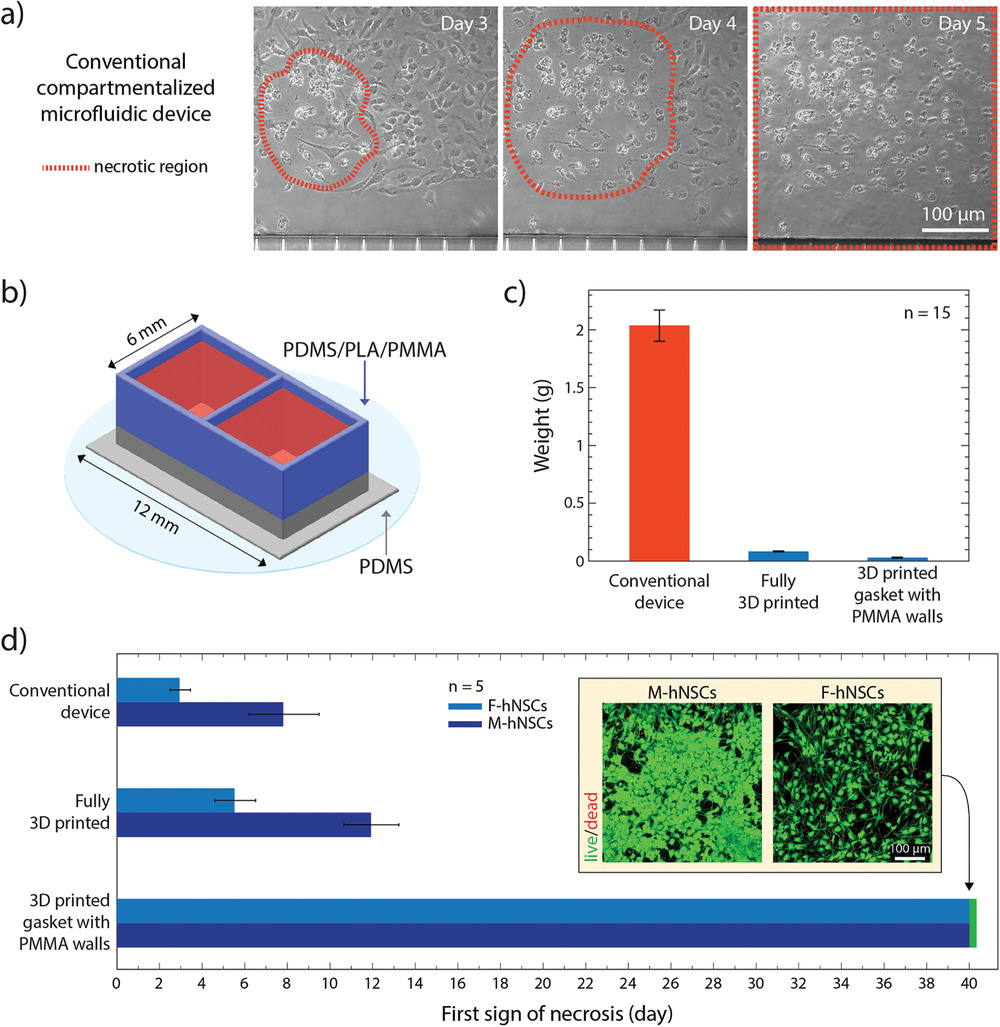 a)
Conventional
compartmentalized
microfluidic device
necrotic region
Day 3
Day 4
Day 5
100 µm
b)
6 mm
PDMS/PLA/PMMA
12 mm
PDMS
c)
n = 15
Weight (g)
2
1.5
1
0.5
0
Conventional
device
Fully
3D printed
3D printed
gasket with
PMMA walls
d)
Conventional
device
Fully
3D printed
3D printed
gasket with
PMMA walls
n = 5
F-hNSCs
M-hNSCs
M-hNSCs
F-hNSCs
live/dead
100 µm
0 2 4 6 8 10 12 14 16 18 20 22 24 26 28 30 32 34 36 38 40
First sign of necrosis (day)